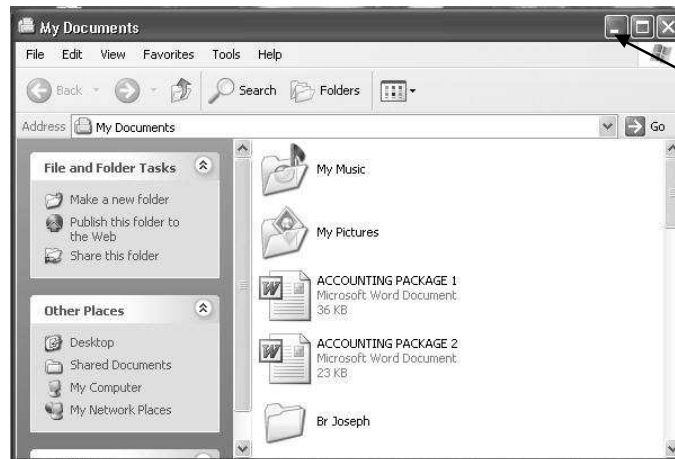 My Documents
File Edit View Favorites Tools Help
Back Search Folders
Address My Documents Go
File and Folder Tasks
Make a new folder
Publish this folder to
the Web
Share this folder
Other Places
Desktop
Shared Documents
My Computer
My Network Places
My Music
My Pictures
ACCOUNTING PACKAGE 1
Microsoft Word Document
36 KB
ACCOUNTING PACKAGE 2
Microsoft Word Document
23 KB
Br Joseph